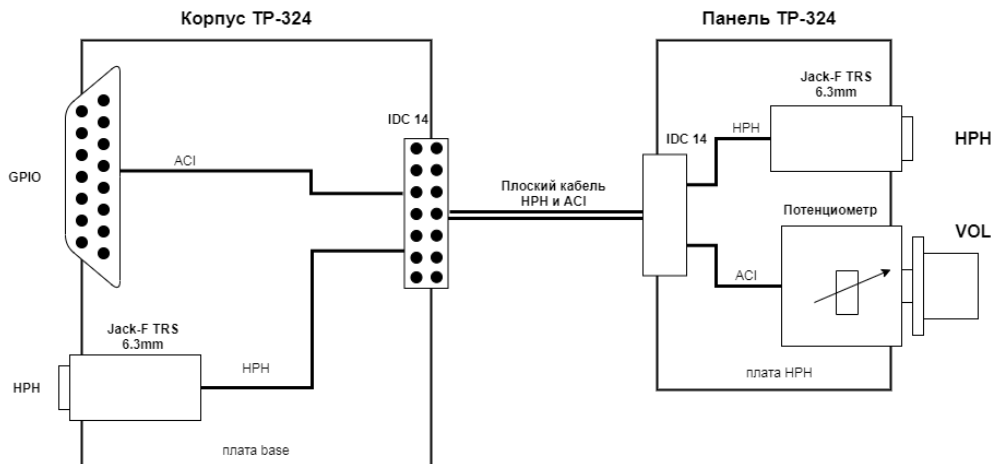 Корпус TP-324
Панель TP-324
Jack-F TRS
6.3mm
IDC 14
HPH
IDC 14
HPH
ACI
GPIO
Плоский кабель
HPH и ACI
Потенциометр
VOL
ACI
Jack-F TRS
6.3mm
HPH
HPH
плата HPH
плата base